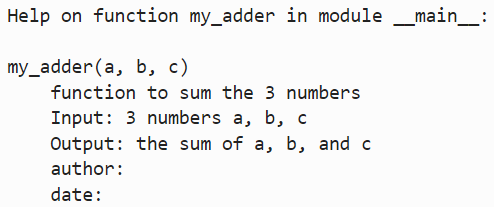 Help on function my_adder in module __main__:

my_adder(a, b, c)
    function to sum the 3 numbers
    Input: 3 numbers a, b, c
    Output: the sum of a, b, and c
    author:
    date: